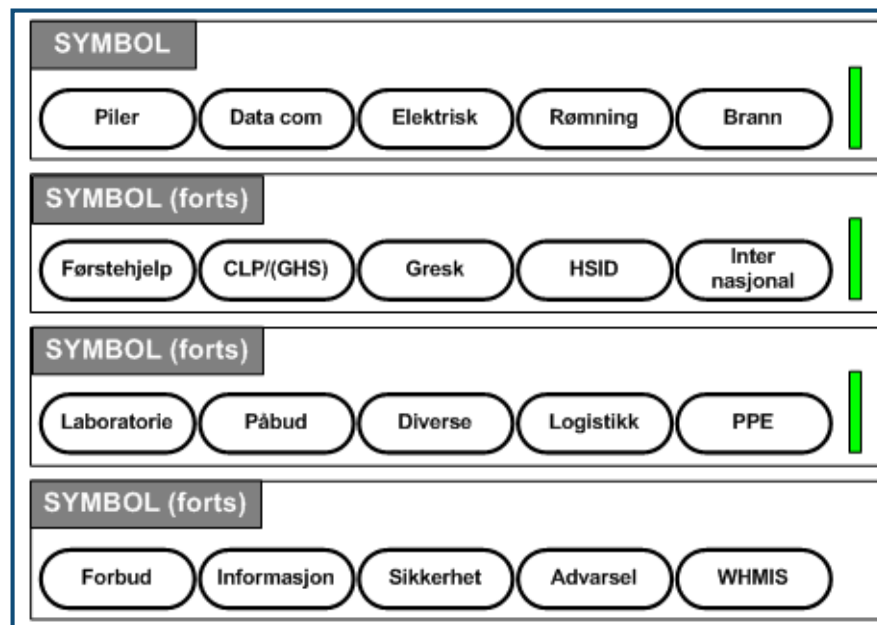 SYMBOL
Piler Data com Elektrisk Rømning Brann
SYMBOL (forts)
Førstehjelp CLP/(GHS) Gresk HSID Inter
nasjonal
SYMBOL (forts)
Laboratorie Påbud Diverse Logistikk PPE
SYMBOL (forts)
Forbud Informasjon Sikkerhet Advarsel WHMIS